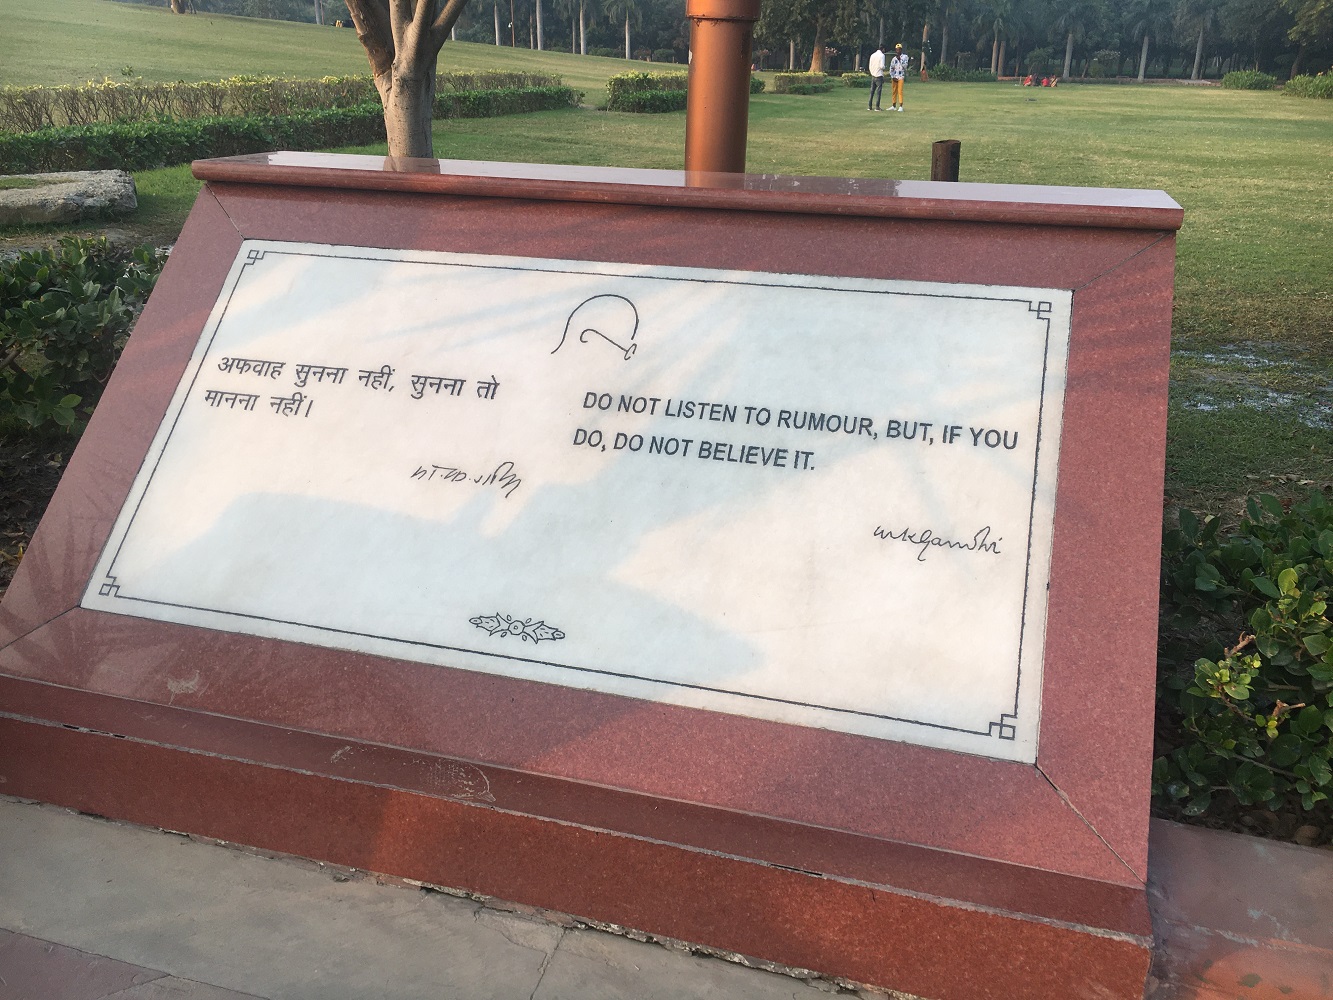 अफवाह सुनना नहीं, सुनना तो
मानना नहीं।
मो.क.गांधी
DO NOT LISTEN TO RUMOUR, BUT, IF YOU
DO, DO NOT BELIEVE IT.
mkGandhi